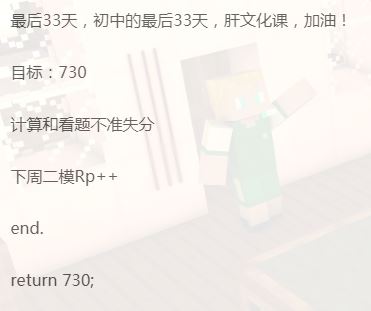 最后33天，初中的最后33天，肝文化课，加油！
目标：730
计算和看题不准失分
下周二模Rp++
end.
return 730;